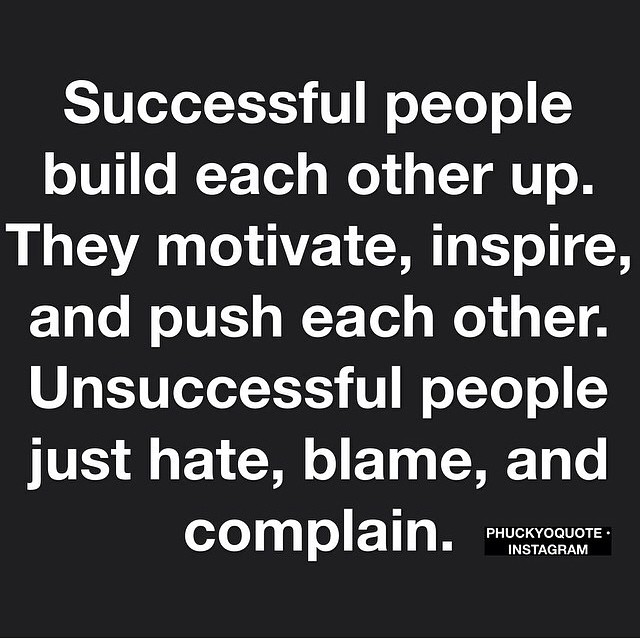 Successful people
build each other up.
They motivate, inspire,
and push each other.
Unsuccessful people
just hate, blame, and
complain.
PHUCKYOQUOTE •
INSTAGRAM